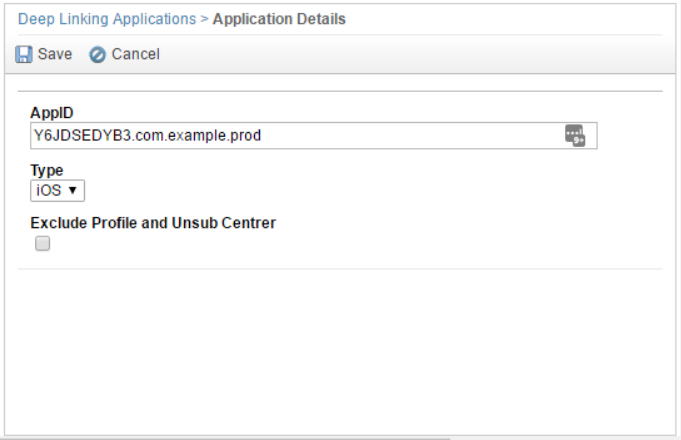 Deep Linking Applications > Application Details
Save Cancel
AppID
Y6JDSEDYB3.com.example.prod
9+
Type
iOS ▼
Exclude Profile and Unsub Centrer